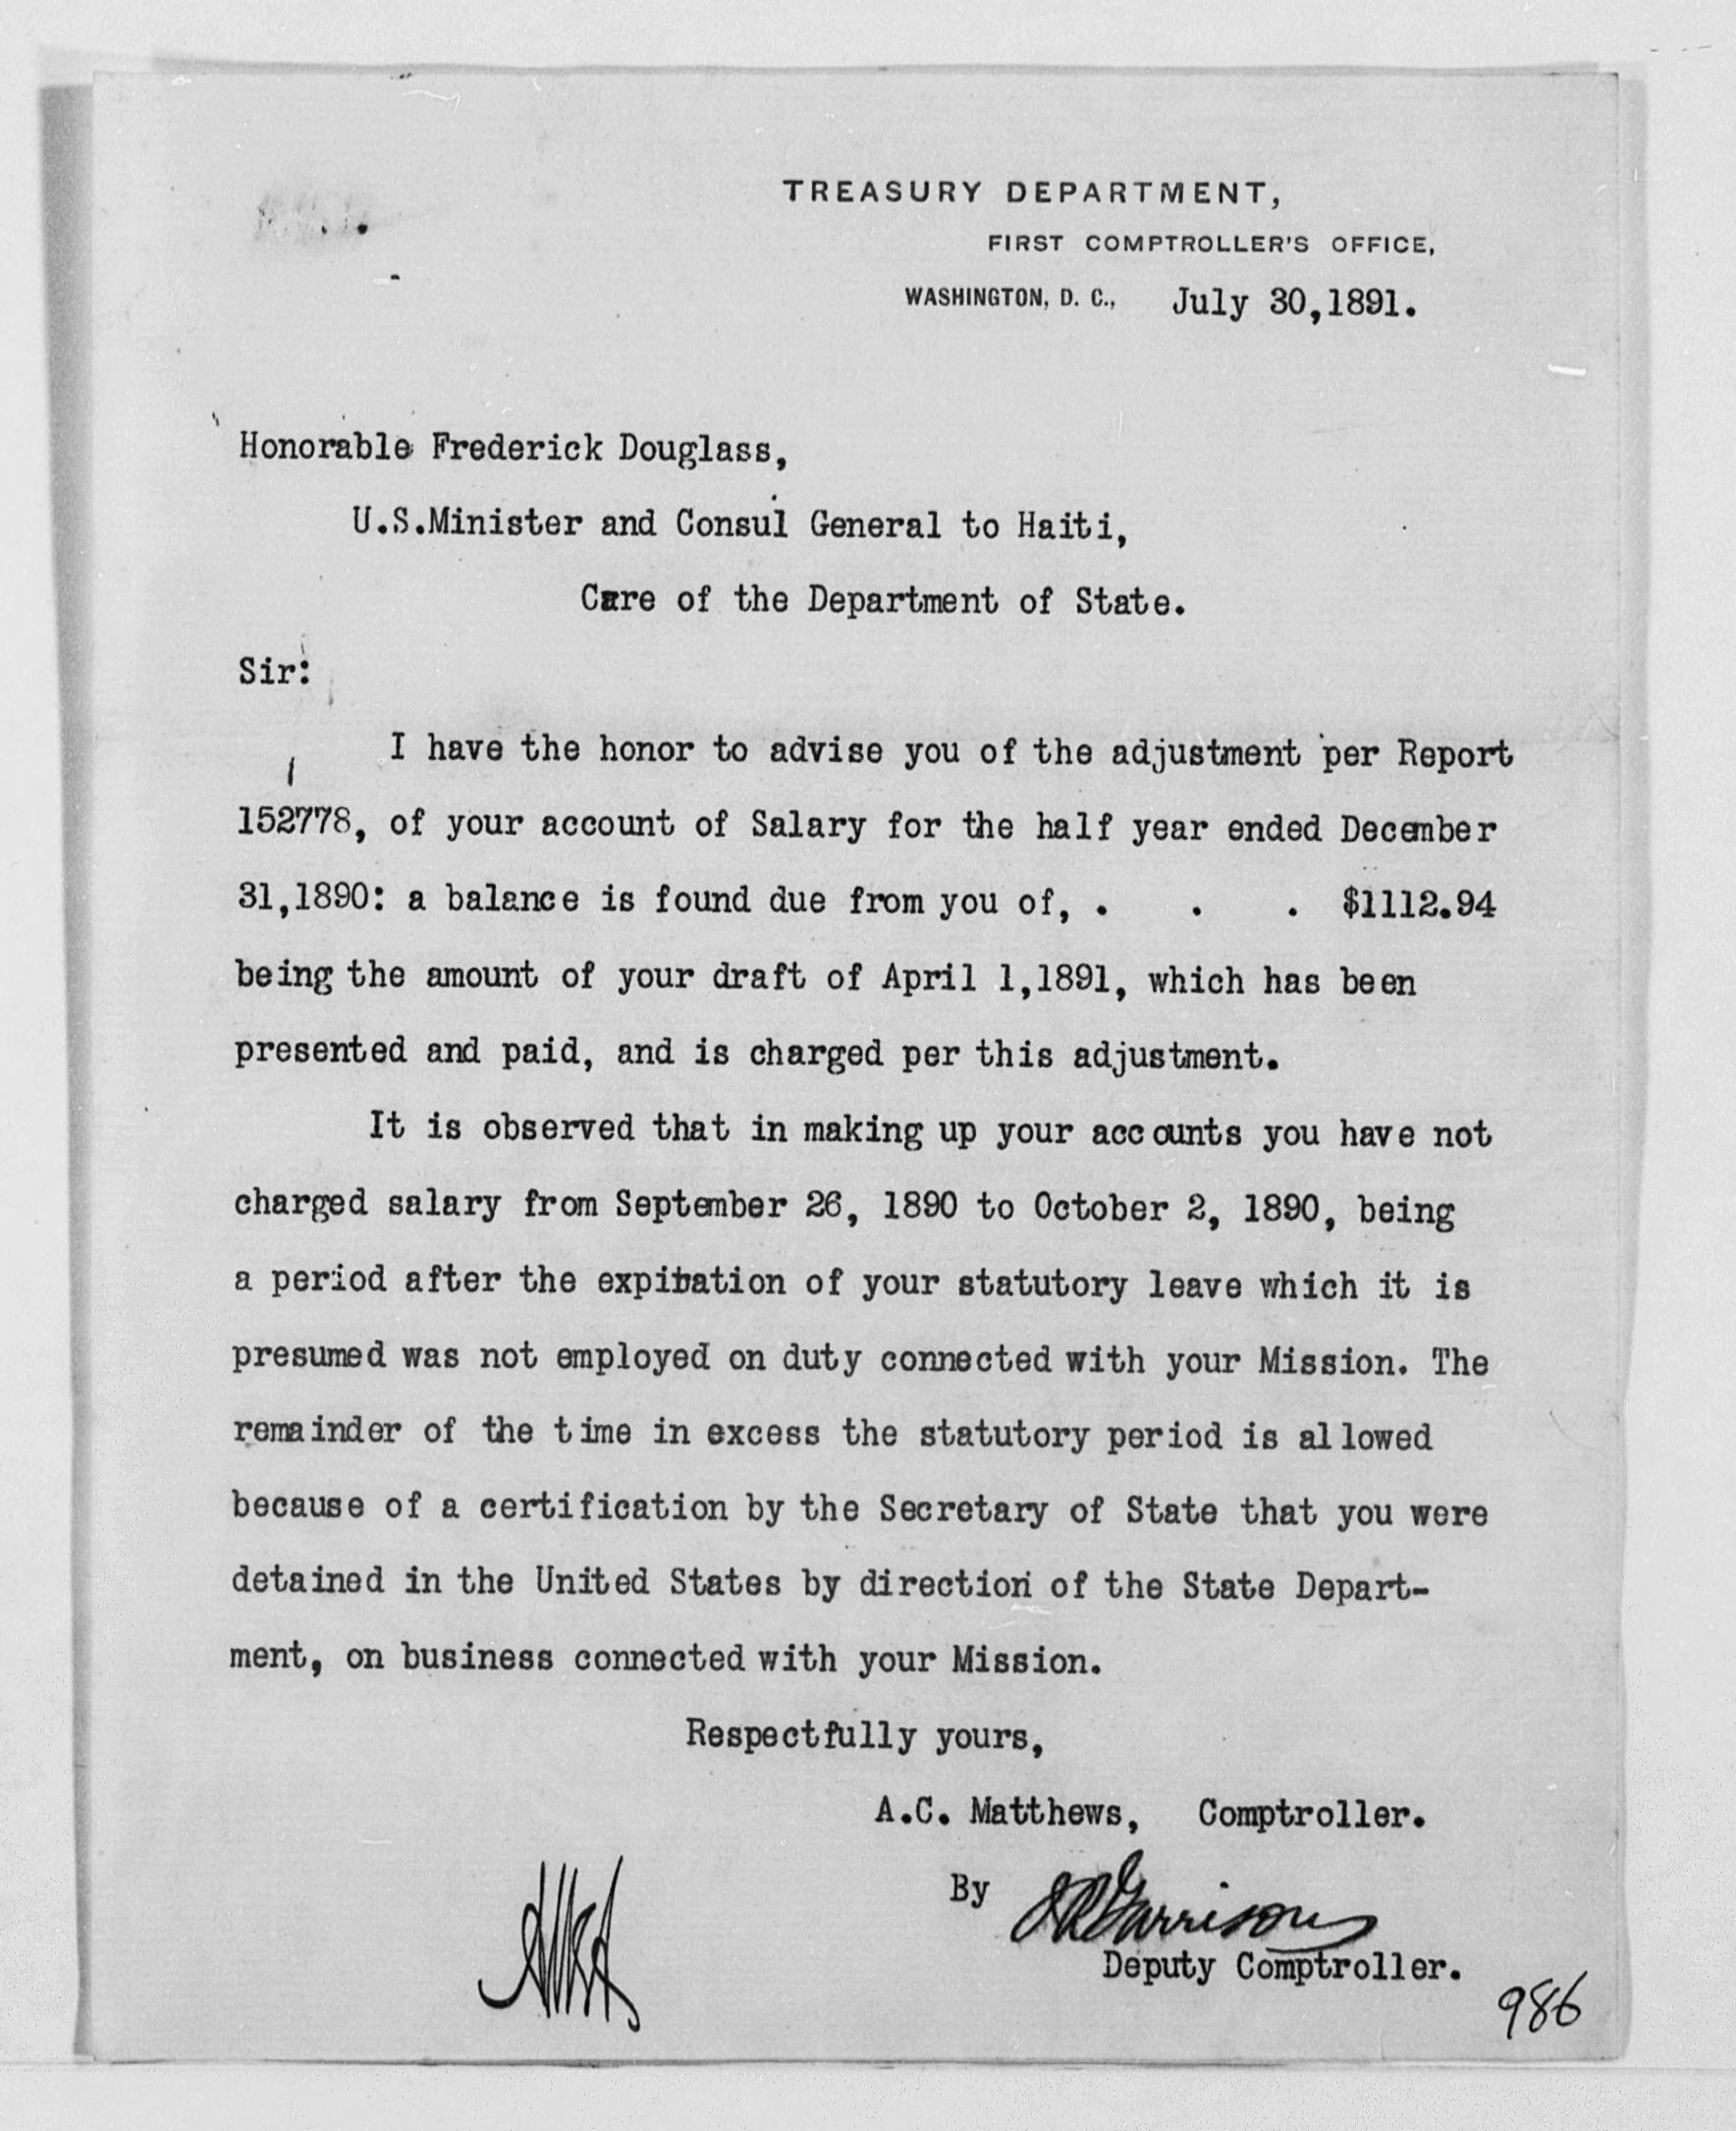 TREASURY DEPARTMENT,
FIRST COMPTROLLER'S OFFICE,
WASHINGTON, D. C., July 30,1891.
Honorable Frederick Douglass,
U.S.Minister and Consul General to Haiti,
Care of the Department of State.
Sir:
I have the honor to advise you of the adjustment per Report
152778, of your account of Salary for the half year ended December
31,1890: a balance is found due from you of, . . . $1112.94
being the amount of your draft of April 1,1891, which has been
presented and paid, and is charged per this adjustment.
It is observed that in making up your accounts you have not
charged salary from September 26, 1890 to October 2, 1890, being
a period after the expiration of your statutory leave which it is
presumed was not employed on duty connected with your Mission. The
remainder of the time in excess the statutory period is allowed
because of a certification by the Secretary of State that you were
detained in the United States by direction of the State Depart-
ment, on business connected with your Mission.
Respectfully yours,
A.C. Matthews, Comptroller.
By Garrison
Deputy Comptroller.
986